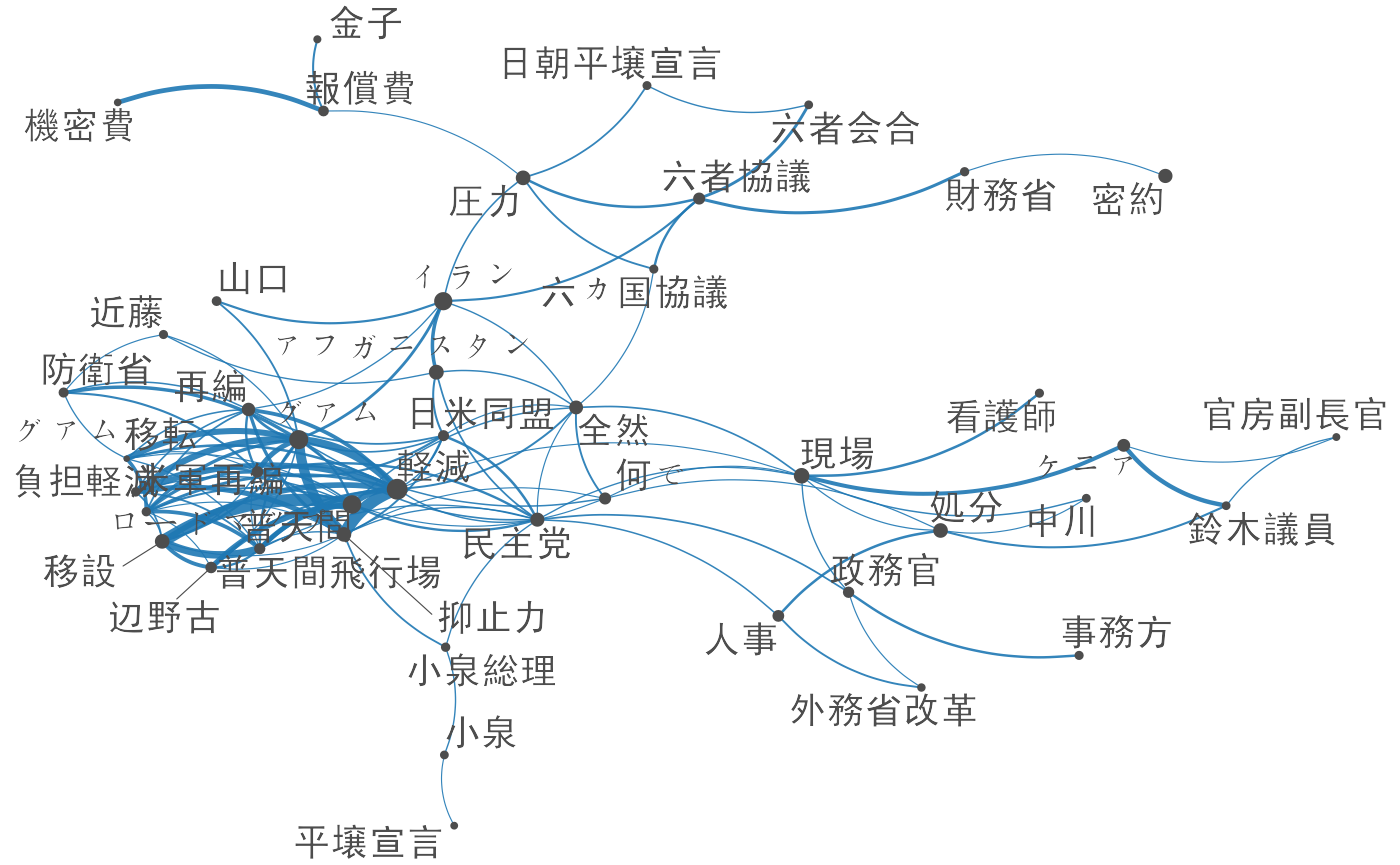 金子
日朝平壌宣言
報償費
機密費
六者会合
六者協議
財務省
密約
圧力
イラン
山口
六カ国協議
近藤
アフガニスタン
防衛省
再編
グアム
日米同盟
全然
看護師
官房副長官
グアム移転
軽減
何で
現場
ケニア
負担軽減
米軍再編
処分
中川
鈴木議員
普天間
民主党
移設
普天間飛行場
政務官
辺野古
抑止力
人事
事務方
小泉総理
外務省改革
小泉
平壌宣言